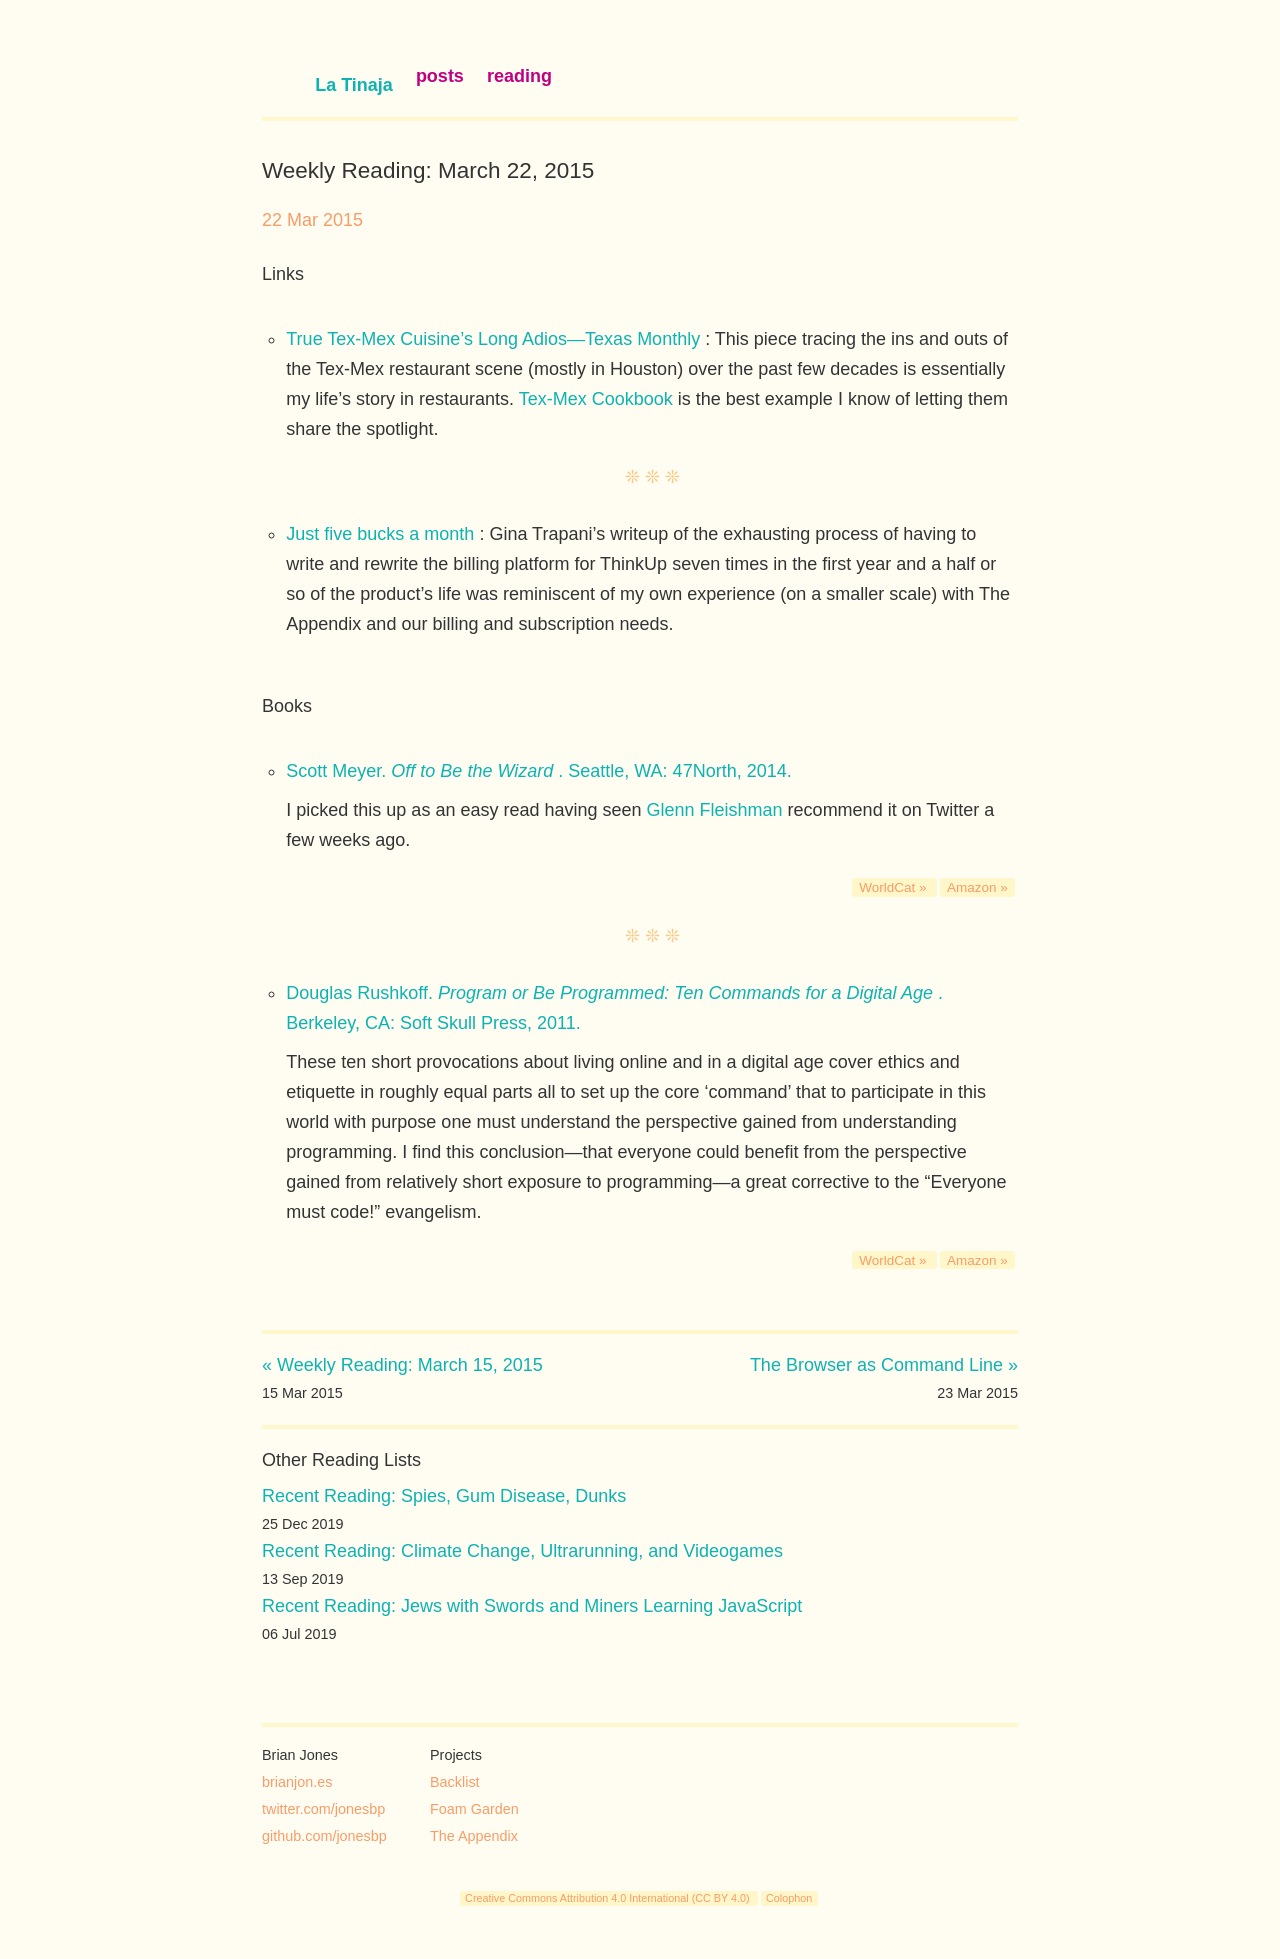 La Tinaja posts reading
Weekly Reading: March 22, 2015
22 Mar 2015
Links
True Tex-Mex Cuisine’s Long Adios—Texas Monthly : This piece tracing the ins and outs of
the Tex-Mex restaurant scene (mostly in Houston) over the past few decades is essentially
my life’s story in restaurants. Tex-Mex Cookbook is the best example I know of letting them
share the spotlight.
❊ ❊ ❊
Just five bucks a month : Gina Trapani’s writeup of the exhausting process of having to
write and rewrite the billing platform for ThinkUp seven times in the first year and a half or
so of the product’s life was reminiscent of my own experience (on a smaller scale) with The
Appendix and our billing and subscription needs.
Books
Scott Meyer. Off to Be the Wizard . Seattle, WA: 47North, 2014.
I picked this up as an easy read having seen Glenn Fleishman recommend it on Twitter a
few weeks ago.
WorldCat » Amazon »
❊ ❊ ❊
Douglas Rushkoff. Program or Be Programmed: Ten Commands for a Digital Age .
Berkeley, CA: Soft Skull Press, 2011.
These ten short provocations about living online and in a digital age cover ethics and
etiquette in roughly equal parts all to set up the core ‘command’ that to participate in this
world with purpose one must understand the perspective gained from understanding
programming. I find this conclusion—that everyone could benefit from the perspective
gained from relatively short exposure to programming—a great corrective to the “Everyone
must code!” evangelism.
WorldCat » Amazon »
« Weekly Reading: March 15, 2015 The Browser as Command Line »
15 Mar 2015 23 Mar 2015
Other Reading Lists
Recent Reading: Spies, Gum Disease, Dunks
25 Dec 2019
Recent Reading: Climate Change, Ultrarunning, and Videogames
13 Sep 2019
Recent Reading: Jews with Swords and Miners Learning JavaScript
06 Jul 2019
Brian Jones Projects
brianjon.es Backlist
twitter.com/jonesbp Foam Garden
github.com/jonesbp The Appendix
Creative Commons Attribution 4.0 International (CC BY 4.0) Colophon